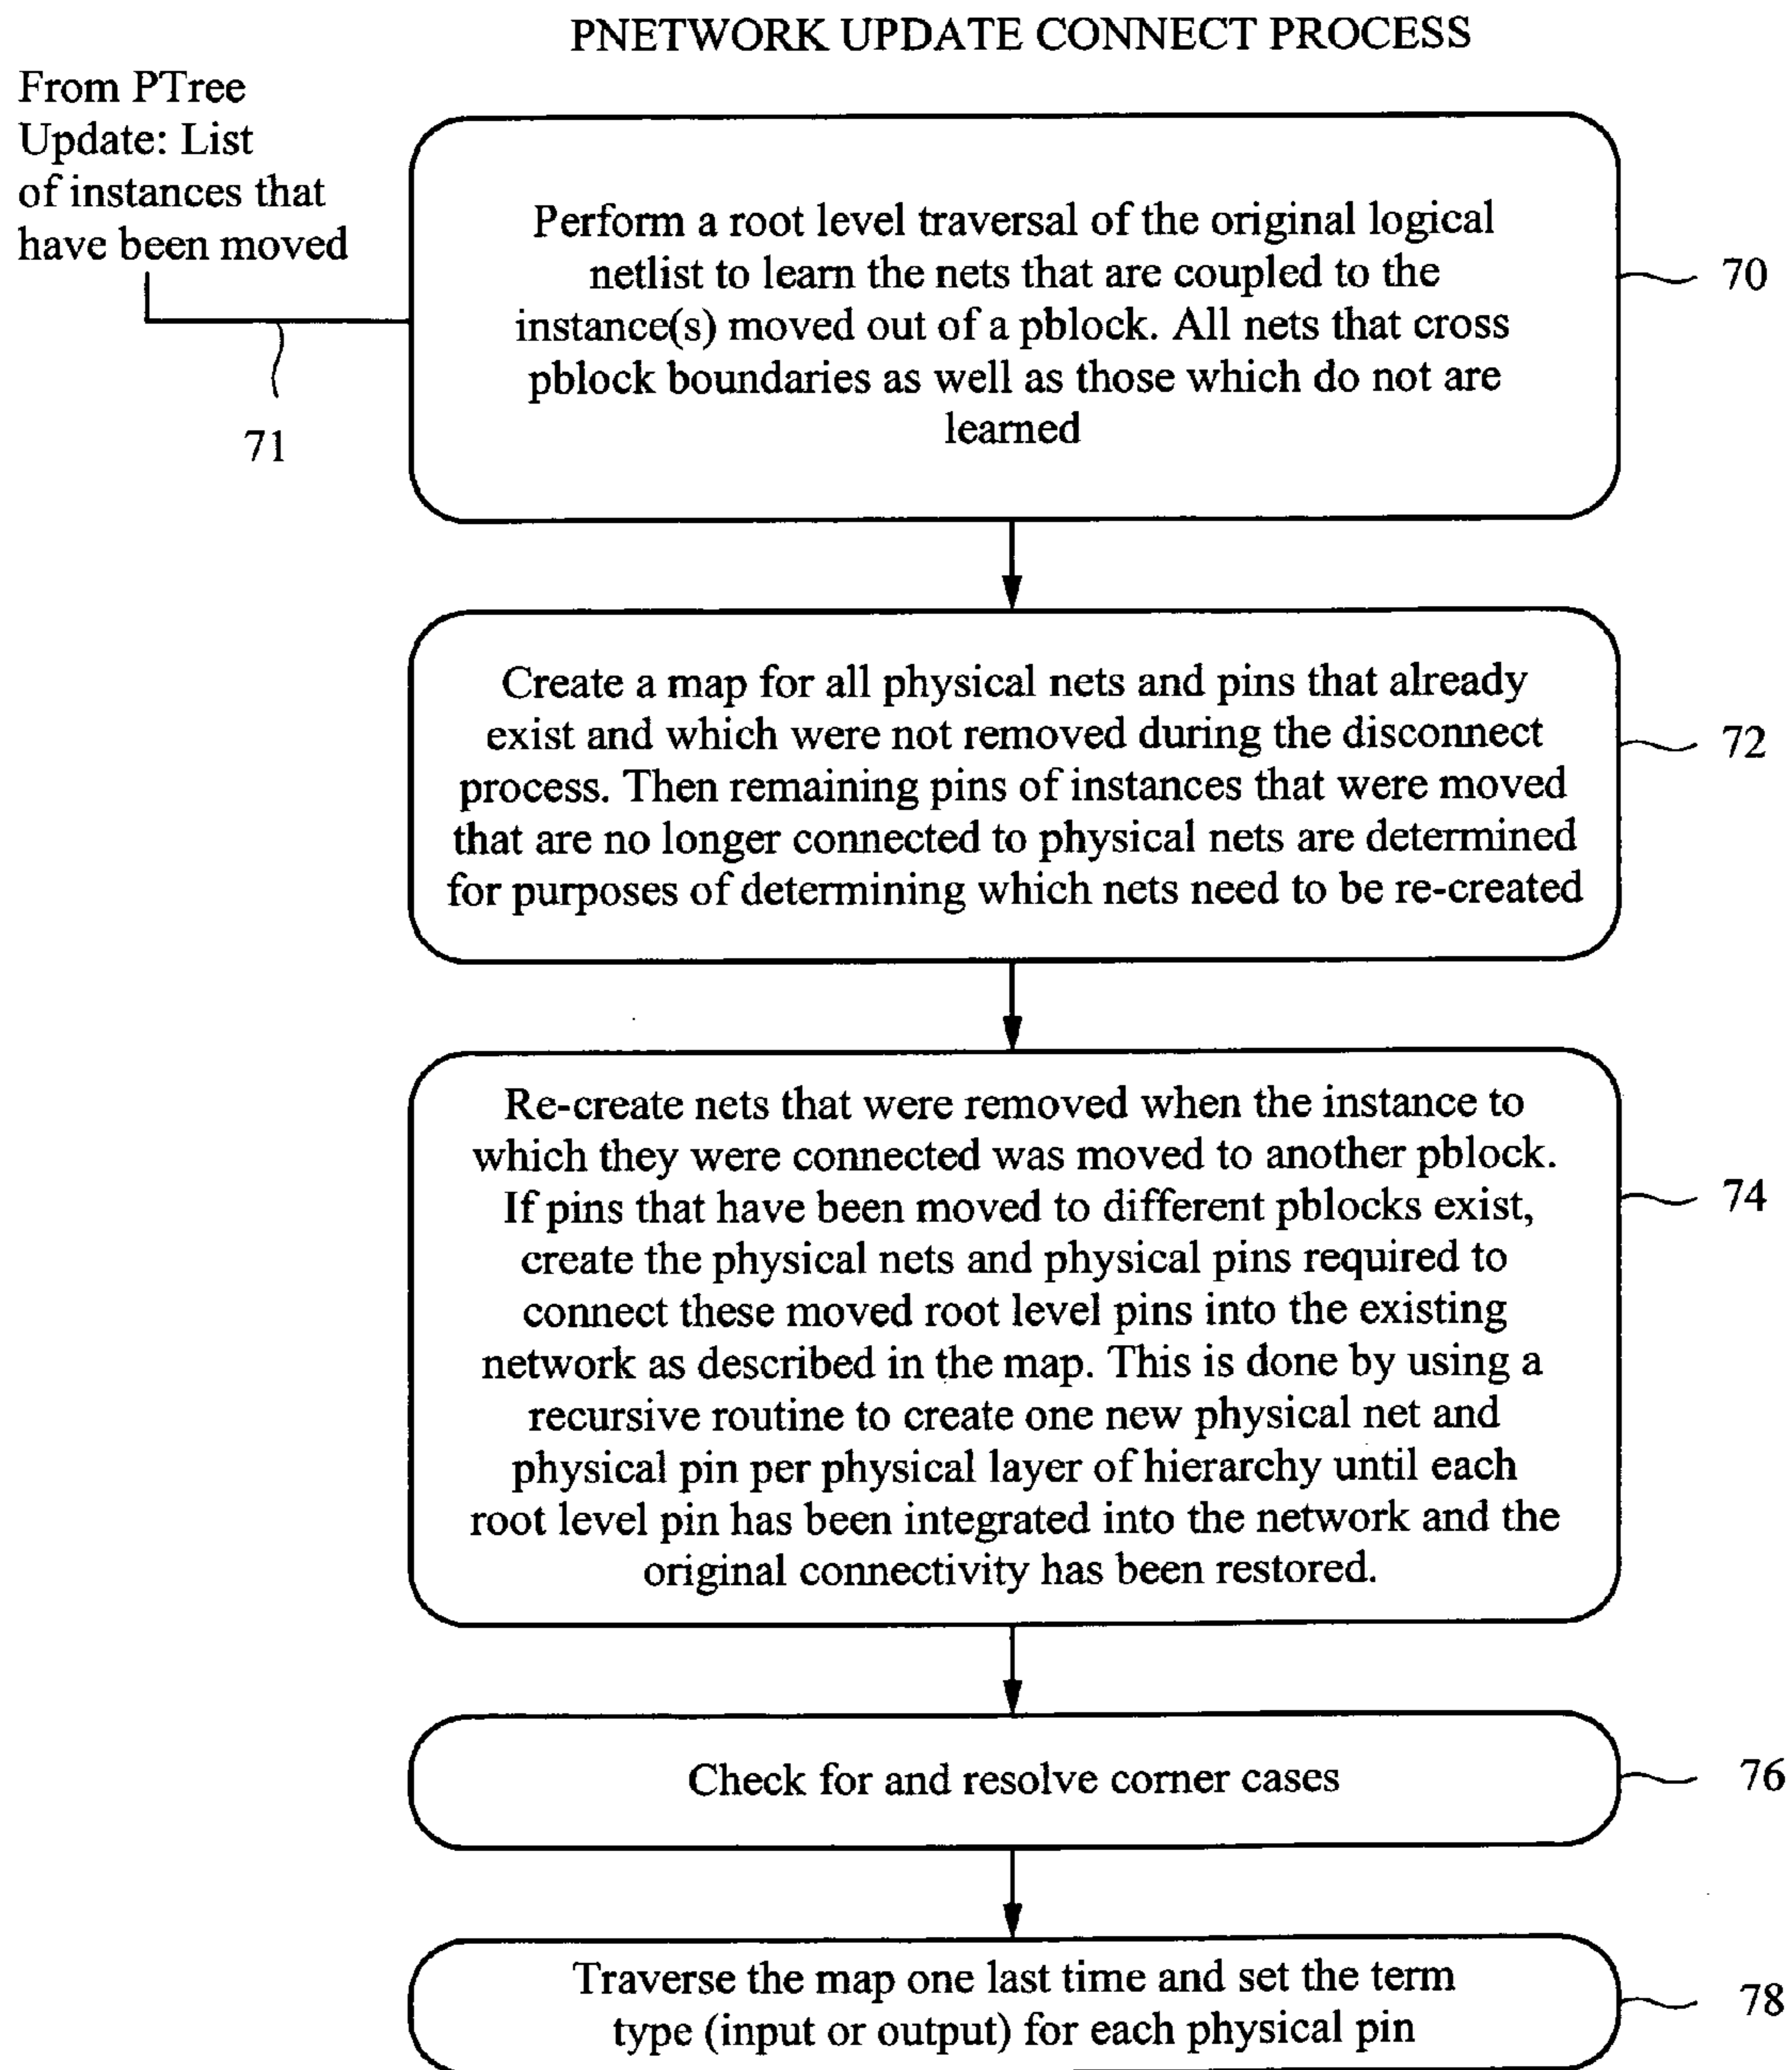 PNETWORK UPDATE CONNECT PROCESS
From PTree
Update: List
of instances that
have been moved
71
Perform a root level traversal of the original logical
netlist to learn the nets that are coupled to the
instance(s) moved out of a pblock. All nets that cross
pblock boundaries as well as those which do not are
learned
70
Create a map for all physical nets and pins that already
exist and which were not removed during the disconnect
process. Then remaining pins of instances that were moved
that are no longer connected to physical nets are determined
for purposes of determining which nets need to be re-created
72
Re-create nets that were removed when the instance to
which they were connected was moved to another pblock.
If pins that have been moved to different pblocks exist,
create the physical nets and physical pins required to
connect these moved root level pins into the existing
network as described in the map. This is done by using a
recursive routine to create one new physical net and
physical pin per physical layer of hierarchy until each
root level pin has been integrated into the network and the
original connectivity has been restored.
74
Check for and resolve corner cases
76
Traverse the map one last time and set the term
type (input or output) for each physical pin
78